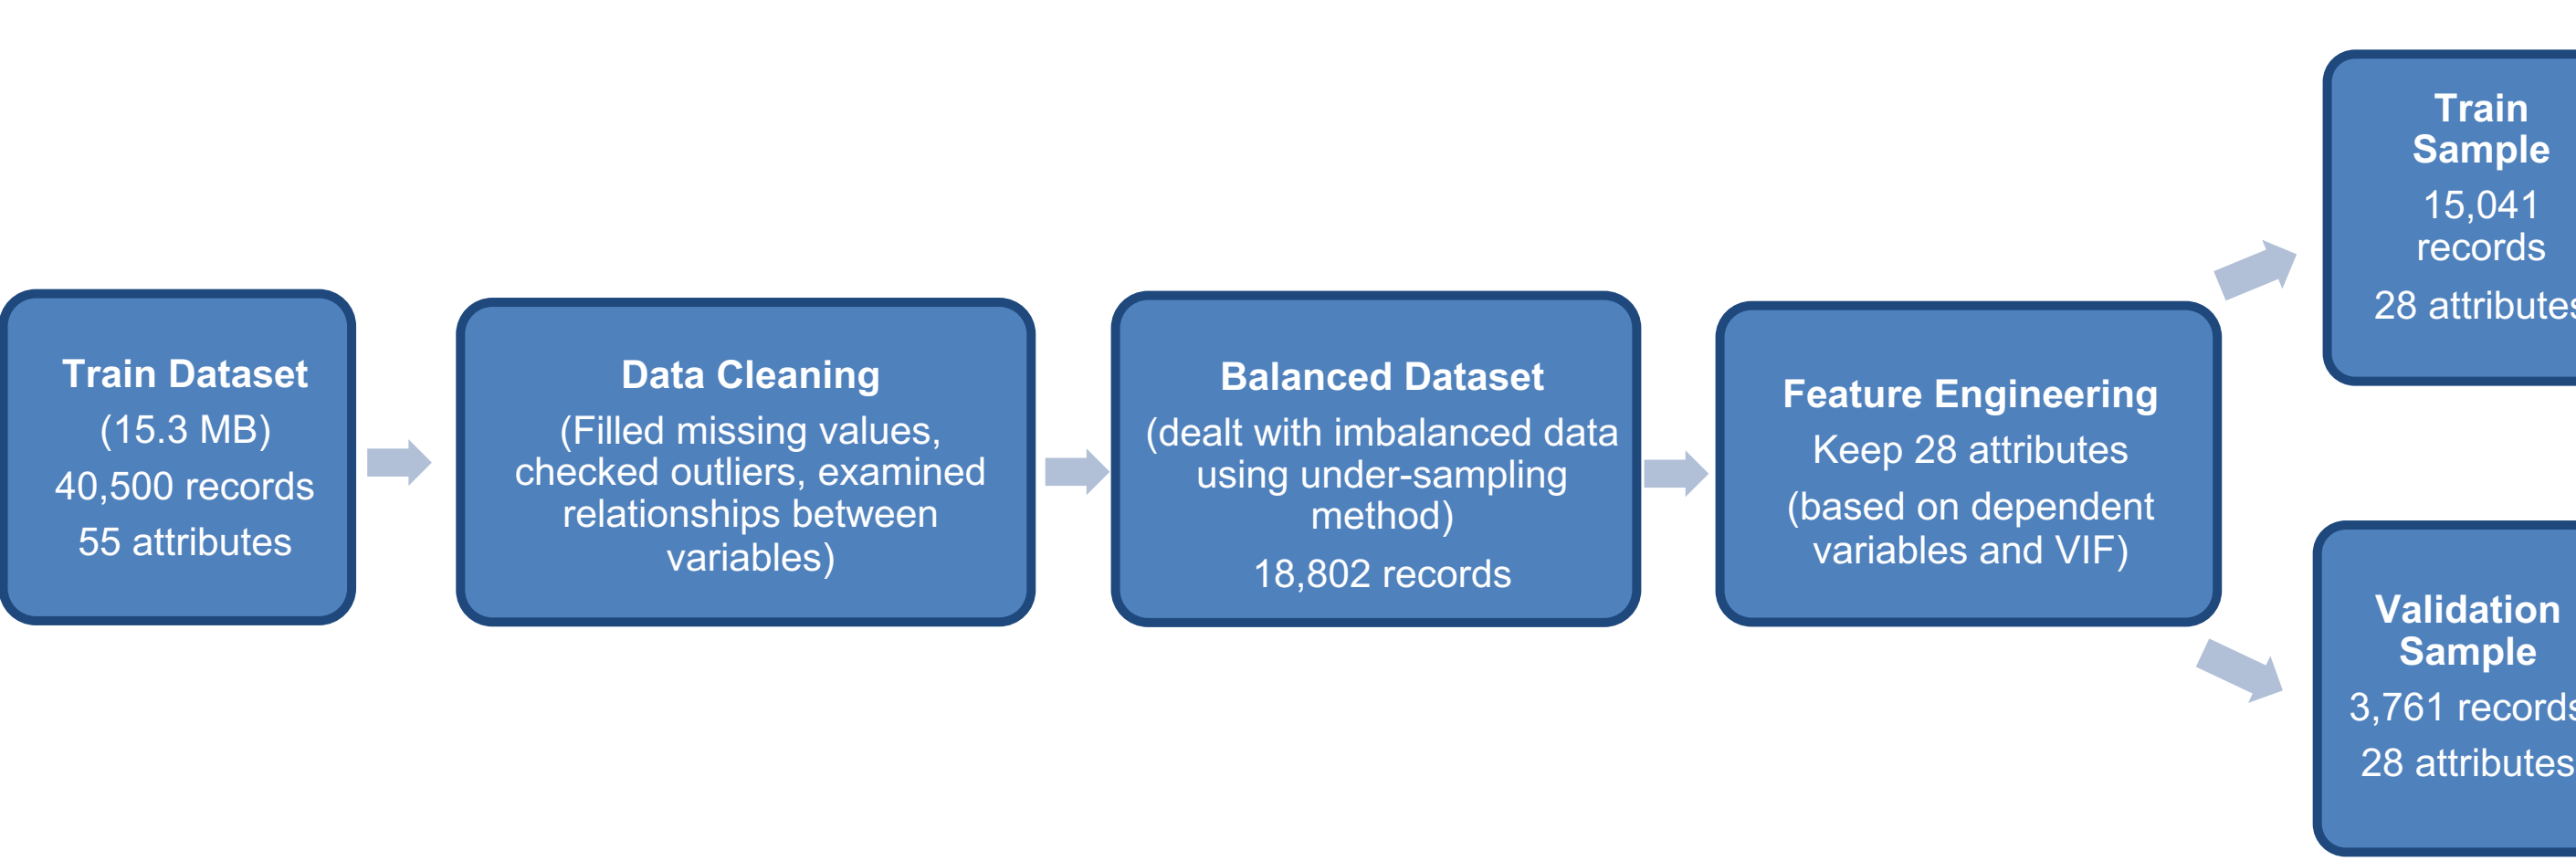 Train Dataset
(15.3 MB)
40,500 records
55 attributes
Data Cleaning
(Filled missing values,
checked outliers, examined
relationships between
variables)
Balanced Dataset
(dealt with imbalanced data
using under-sampling
method)
18,802 records
Feature Engineering
Keep 28 attributes
(based on dependent
variables and VIF)
Train
Sample
15,041
records
28 attributes
Validation
Sample
3,761 records
28 attributes